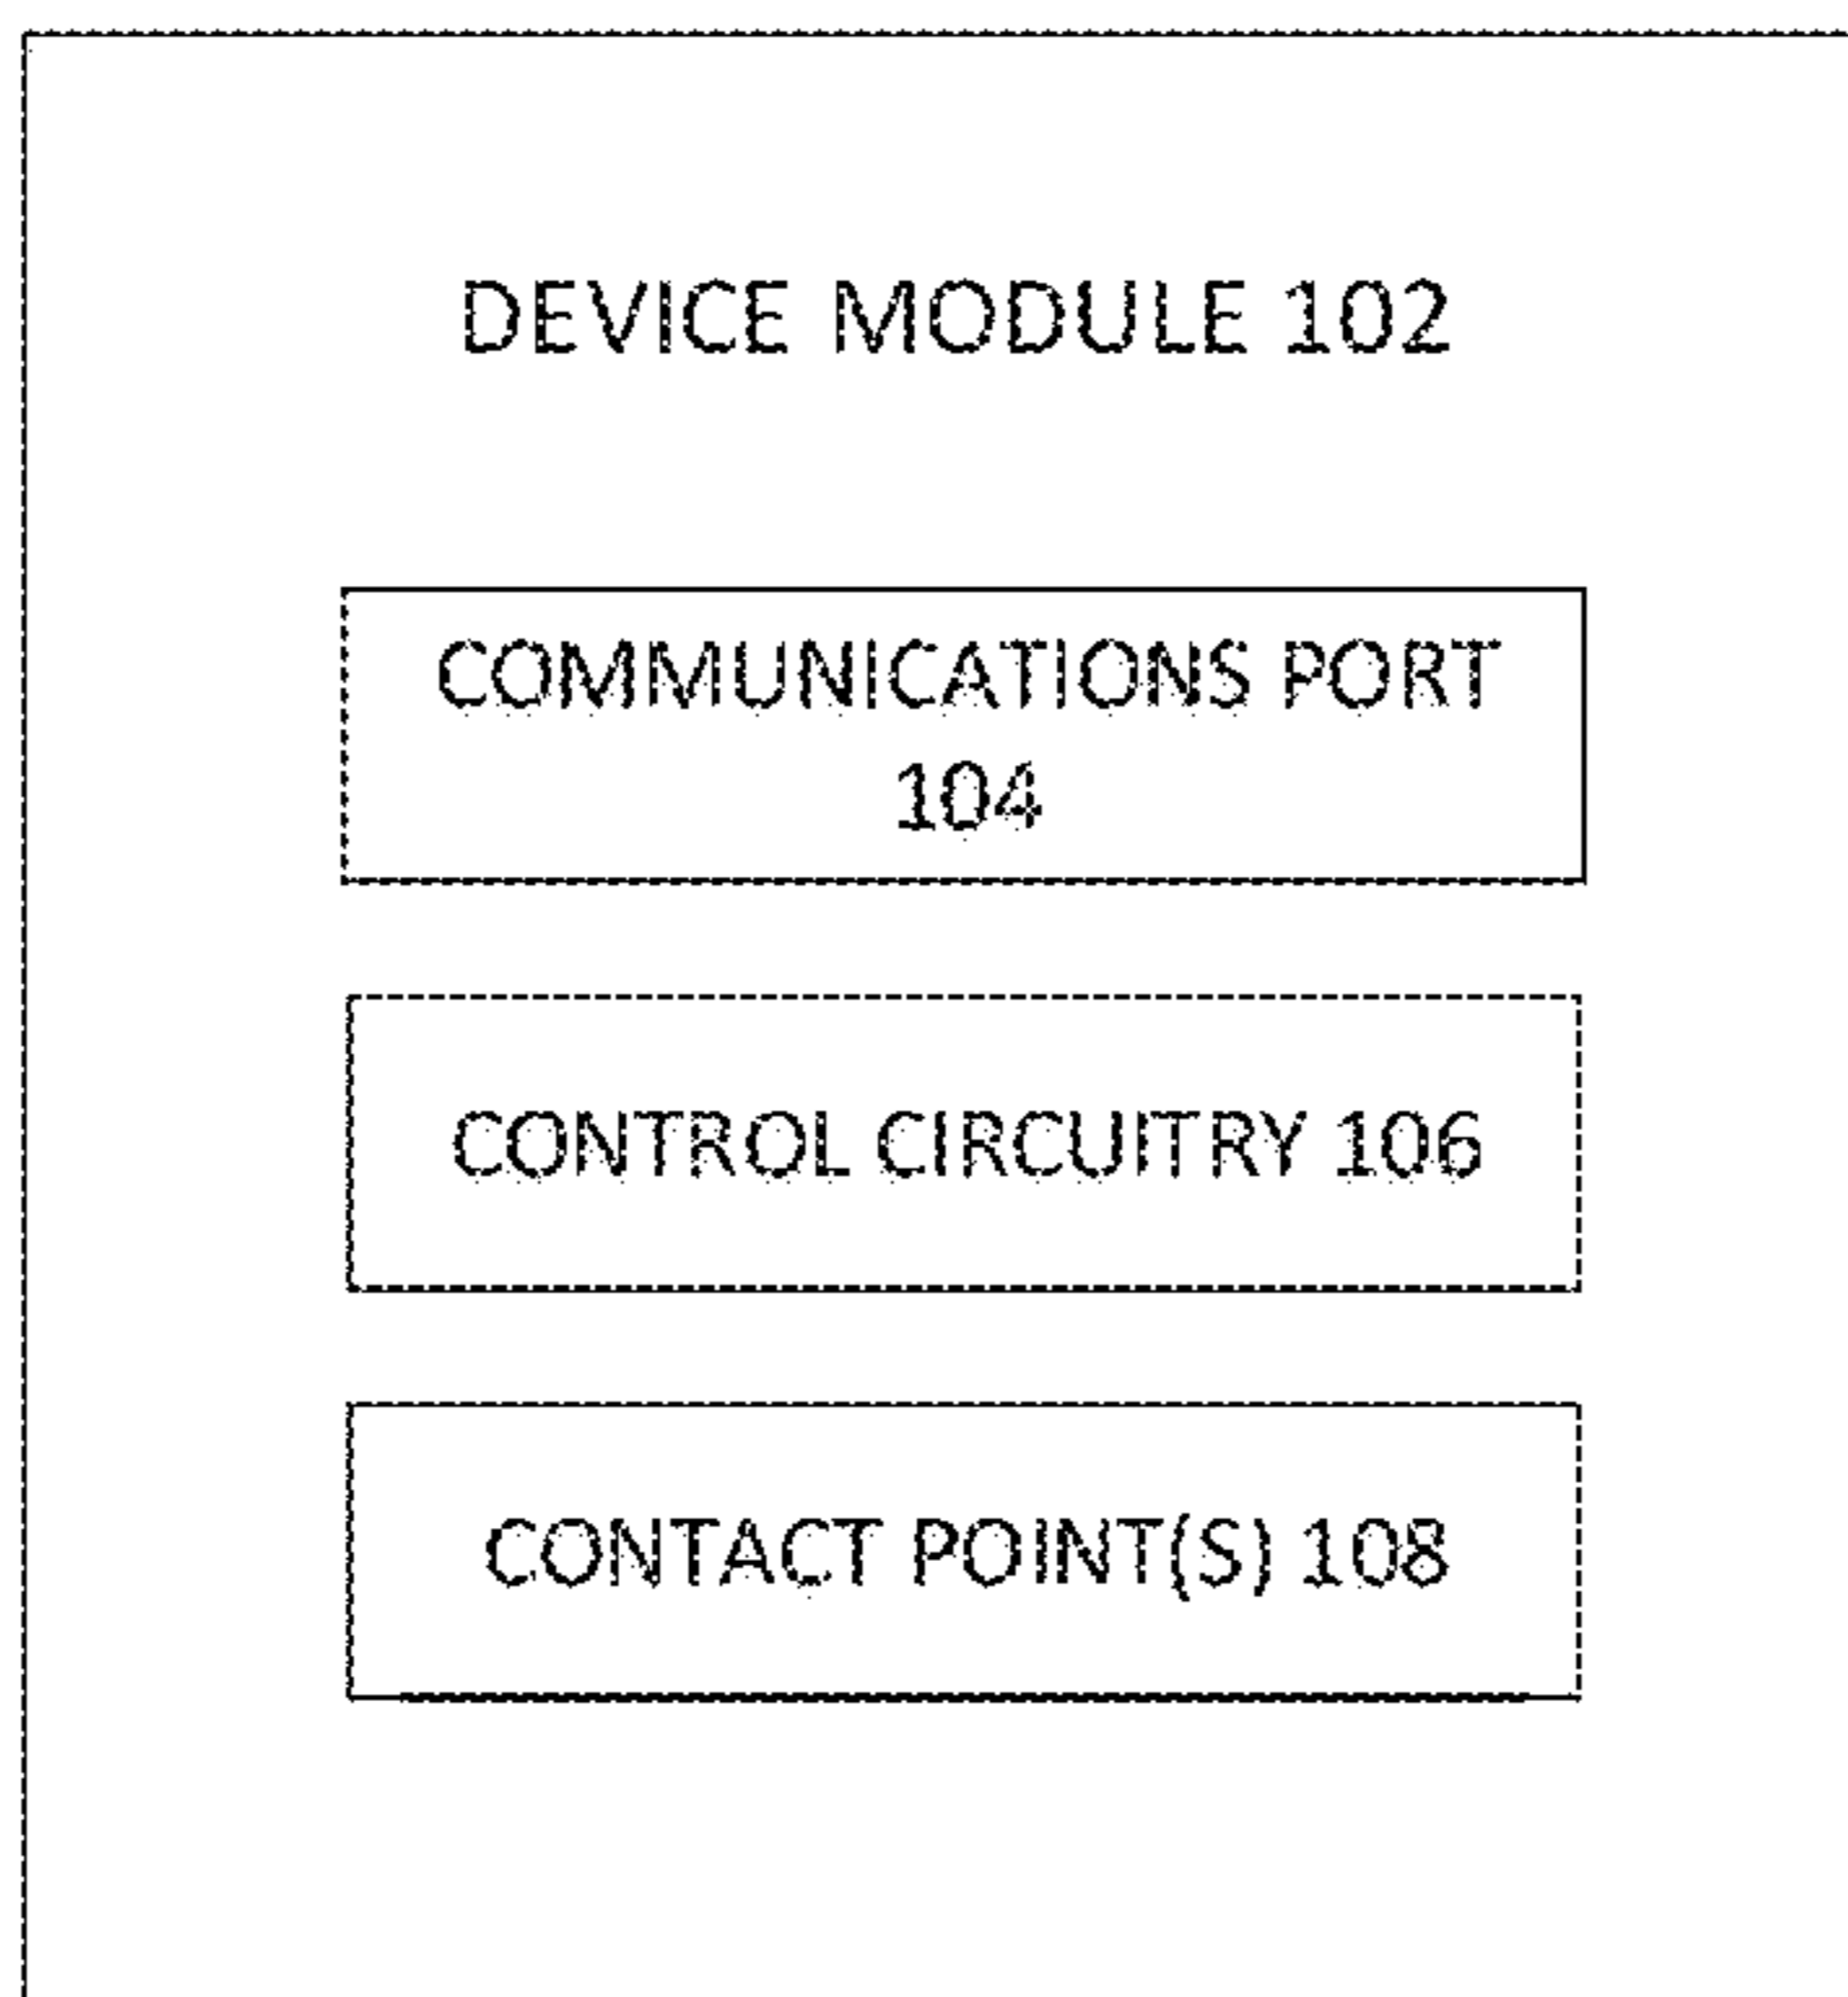 DEVICE MODULE 102
COMMUNICATIONS PORT
104
CONTROL CIRCUITRY 106
CONTACT POINT(S) 108